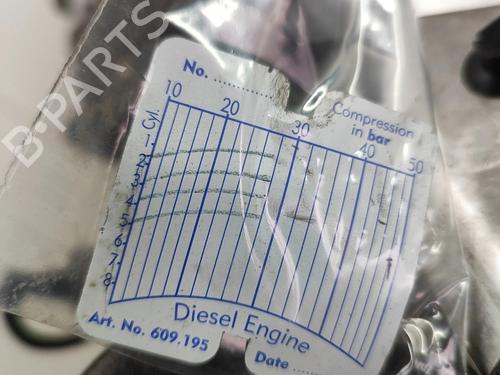 B-PARTS
No. ............
Compression
in bar
10 20 30 40 50
Cyl.
1
2
3
4
5
6
7
8
Diesel Engine
Art. No. 609.195
Date ......